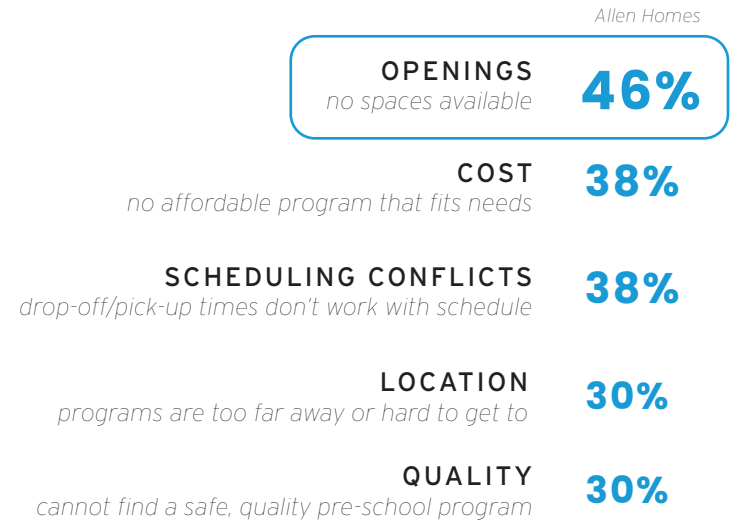 Allen Homes
OPENINGS 46%
no spaces available
COST 38%
no affordable program that fits needs
SCHEDULING CONFLICTS 38%
drop-off/pick-up times don't work with schedule
LOCATION 30%
programs are too far away or hard to get to
QUALITY 30%
cannot find a safe, quality pre-school program